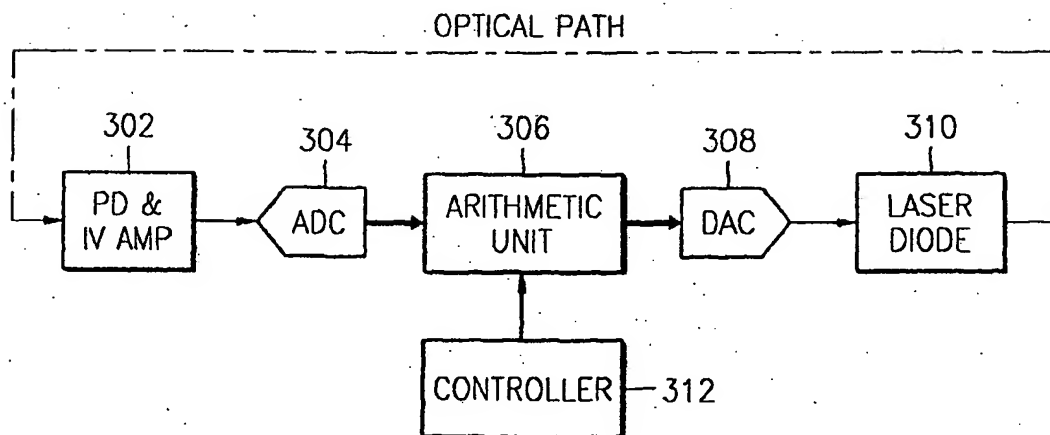 OPTICAL PATH
302
304
306
308
310
PD &
IV AMP
ADC
ARITHMETIC
UNIT
DAC
LASER
DIODE
CONTROLLER
312